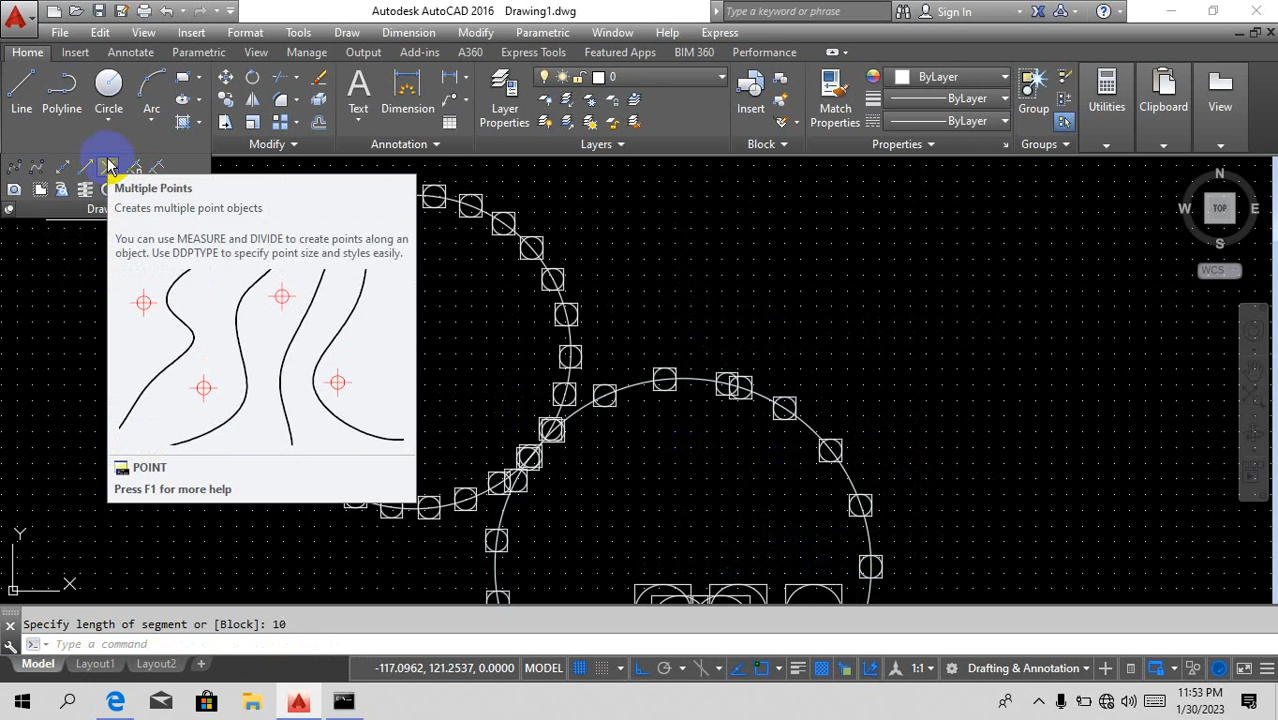 Autodesk AutoCAD 2016 Drawing1.dwg
Type a keyword or phrase
Sign In
File Edit View Insert Format Tools Draw Dimension Modify Parametric Window Help Express
Home Insert Annotate Parametric View Manage Output Add-ins A360 Express Tools Featured Apps BIM 360 Performance
Line Polyline Circle Arc
Text Dimension
Layer
Properties
0
Insert
Match
Properties
ByLayer
ByLayer
ByLayer
Group
Utilities
Clipboard
View
Modify
Annotation
Layers
Block
Properties
Groups
Draw
Multiple Points
Creates multiple point objects
You can use MEASURE and DIVIDE to create points along an
object. Use DDPTYPE to specify point size and styles easily.
POINT
Press F1 for more help
N
W TOP E
S
WCS
Y
X
Specify length of segment or [Block]: 10
Type a command
Model Layout1 Layout2 +
-117.0962, 121.2537, 0.0000 MODEL
1:1
Drafting & Annotation
11:53 PM
1/30/2023